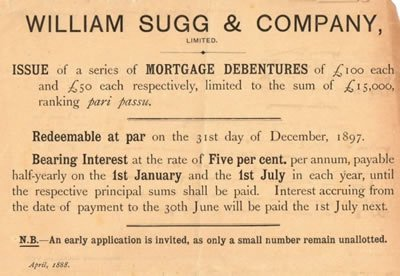 WILLIAM SUGG & COMPANY,
LIMITED.
ISSUE of a series of MORTGAGE DEBENTURES of £100 each
and £50 each respectively, limited to the sum of £15,000,
ranking pari passu.
Redeemable at par on the 31st day of December, 1897.
Bearing Interest at the rate of Five per cent. per annum, payable
half-yearly on the 1st January and the 1st July in each year, until
the respective principal sums shall be paid. Interest accruing from
the date of payment to the 30th June will be paid the 1st July next.
N.B.—An early application is invited, as only a small number remain unallotted.
April, 1888.